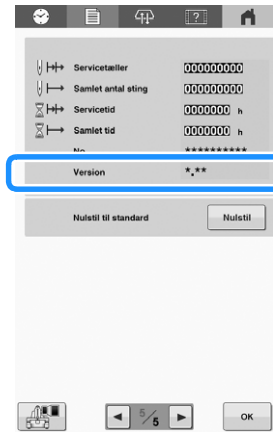 Servicetæller 000000000
Samlet antal sting 000000000
Servicetid 0000000 h
Samlet tid 0000000 h
No. **********
Version *.**
Nulstil til standard Nulstil
5/5
OK